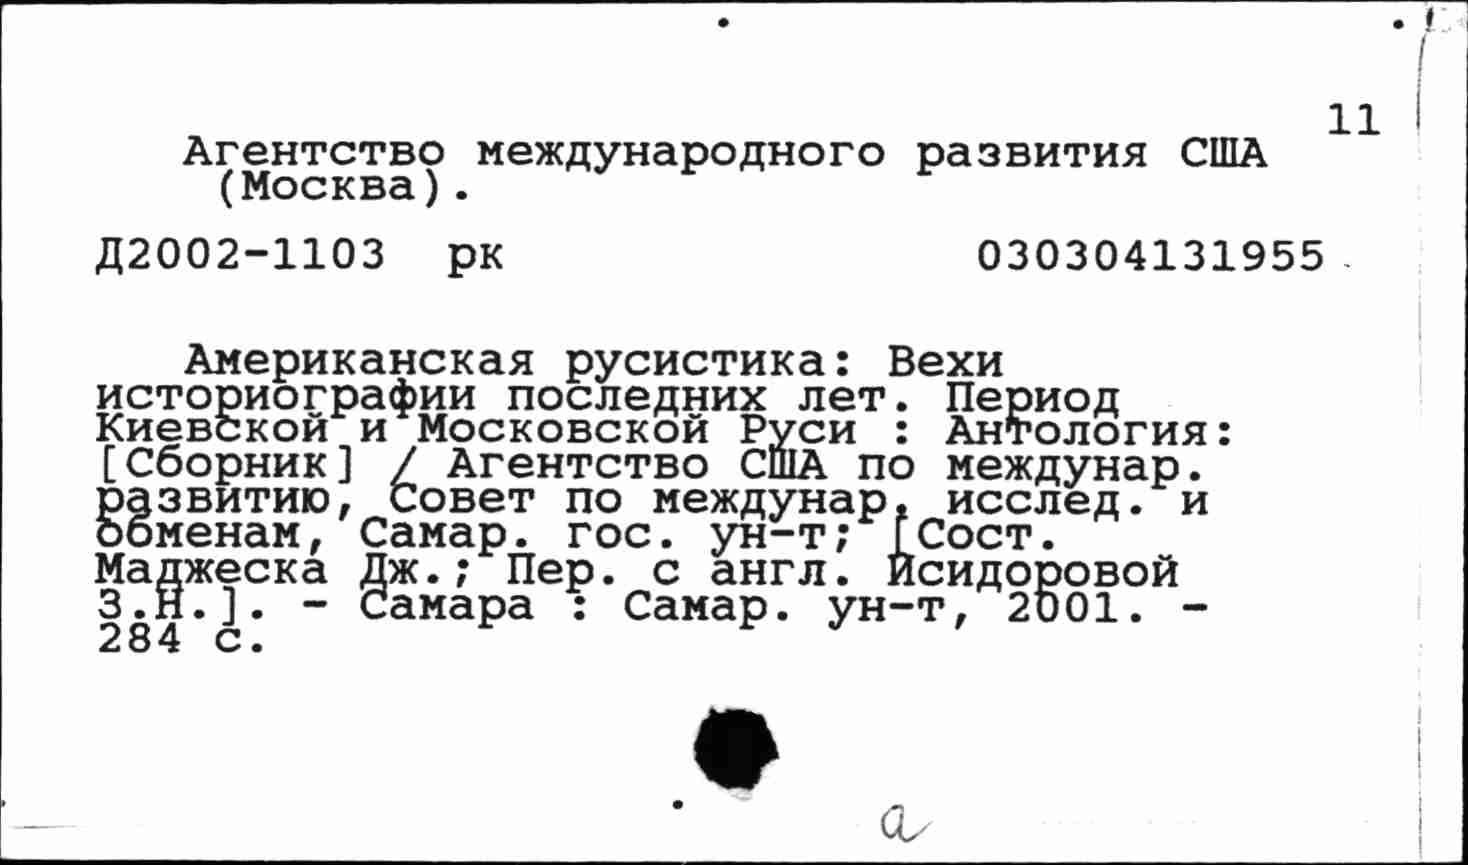 11
Агентство международного развития США
(Москва).
Д2002-1103 рк 030304131955
Американская русистика: Вехи
историографии последних лет. Период
Киевской и Московской Руси : Антология:
[Сборник] / Агентство США по междунар.
развитию, Совет по междунар. исслед. и
обменам, Самар. гос. ун-т; [Сост.
Маджеска Дж.; Пер. с англ. Исидоровой
З.Н.]. - Самара : Самар. ун-т, 2001. -
284 с.
а